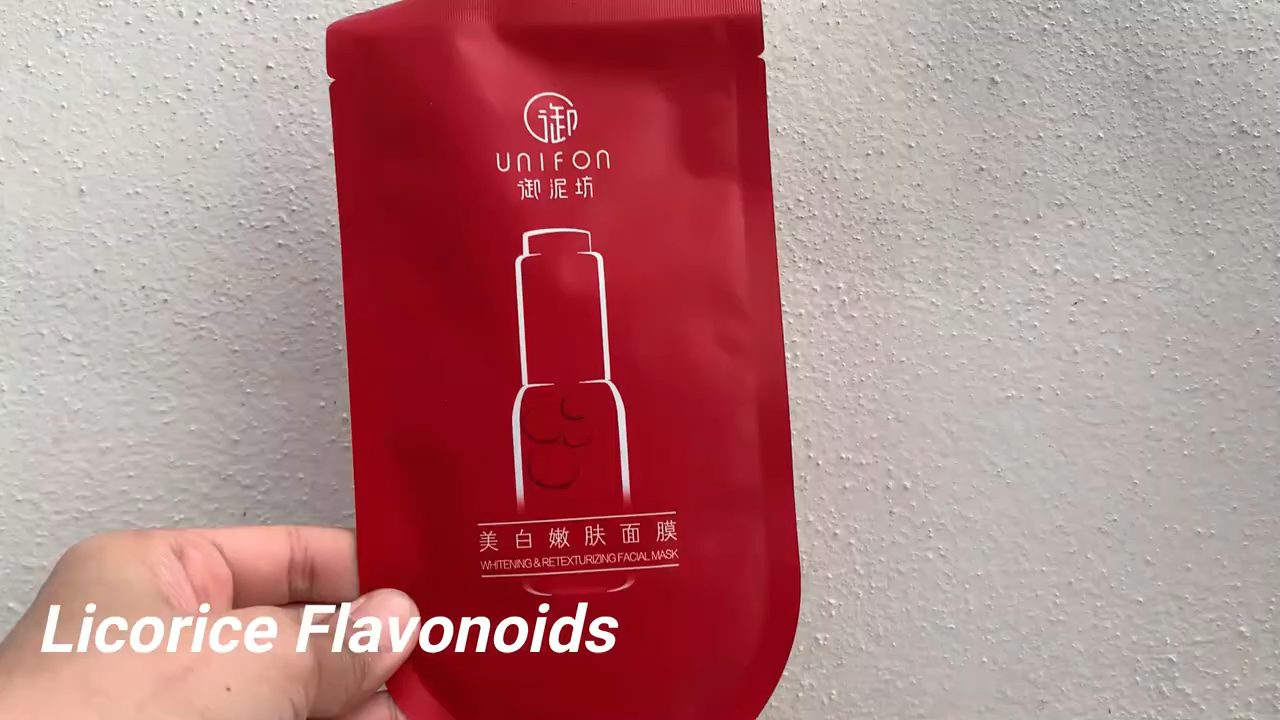 御
UNIFON
御泥坊
美白嫩肤面膜
WHITENING & RETEXTURIZING FACIAL MASK
Licorice Flavonoids